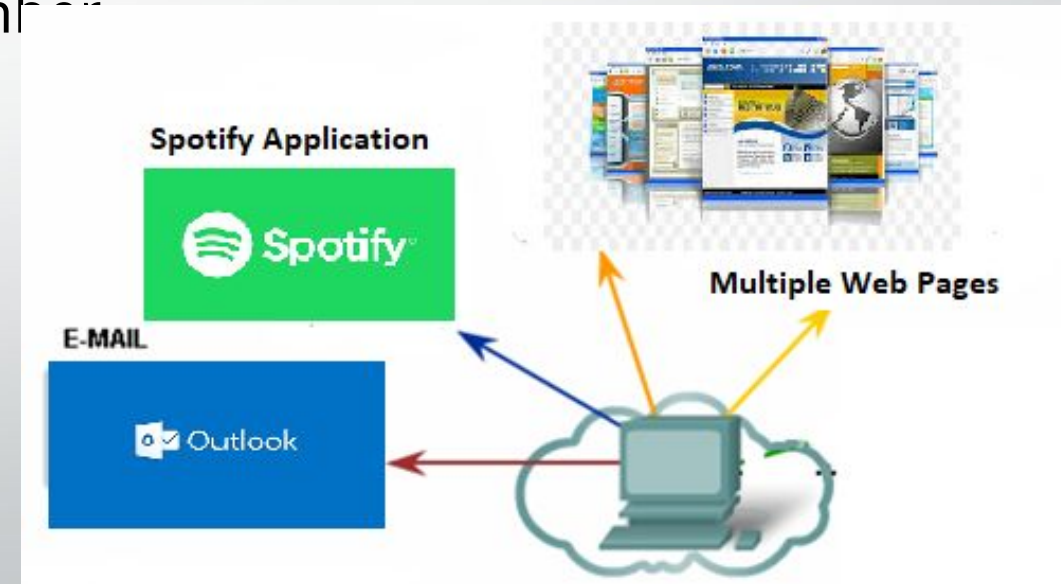 Spotify Application
Spotify
Multiple Web Pages
E-MAIL
Outlook